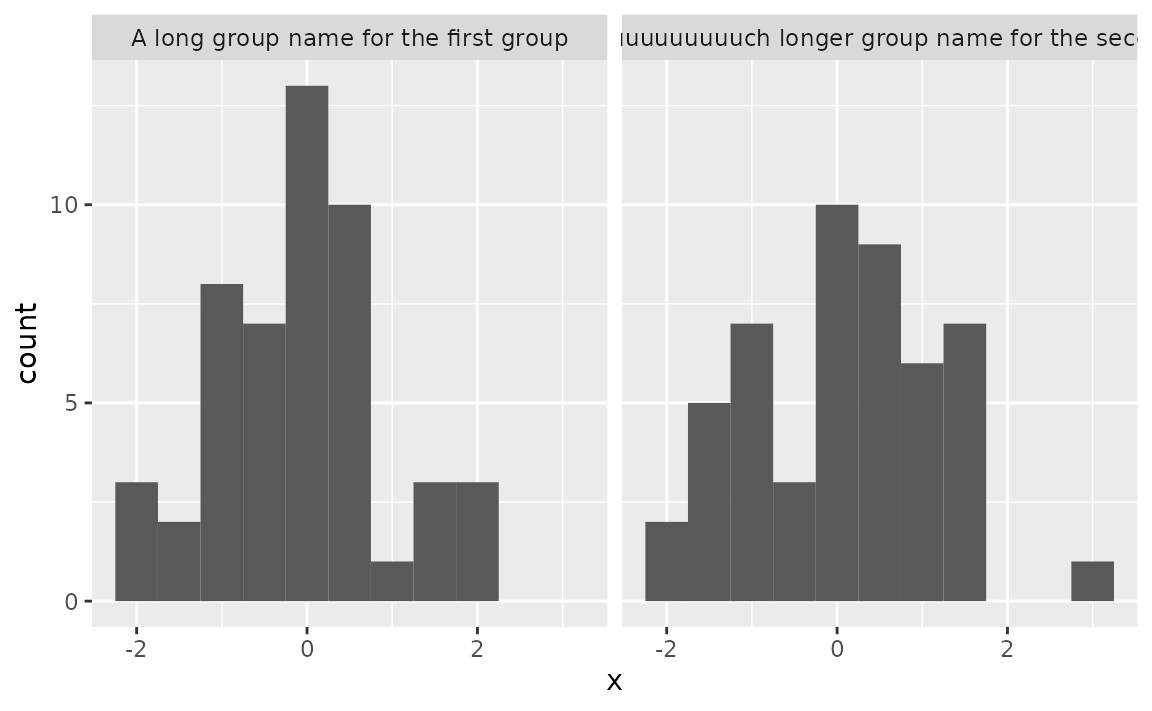 A long group name for the first group
uuuuuuuuuch longer group name for the sec
count
10
5
0
-2 0 2
-2 0 2
x